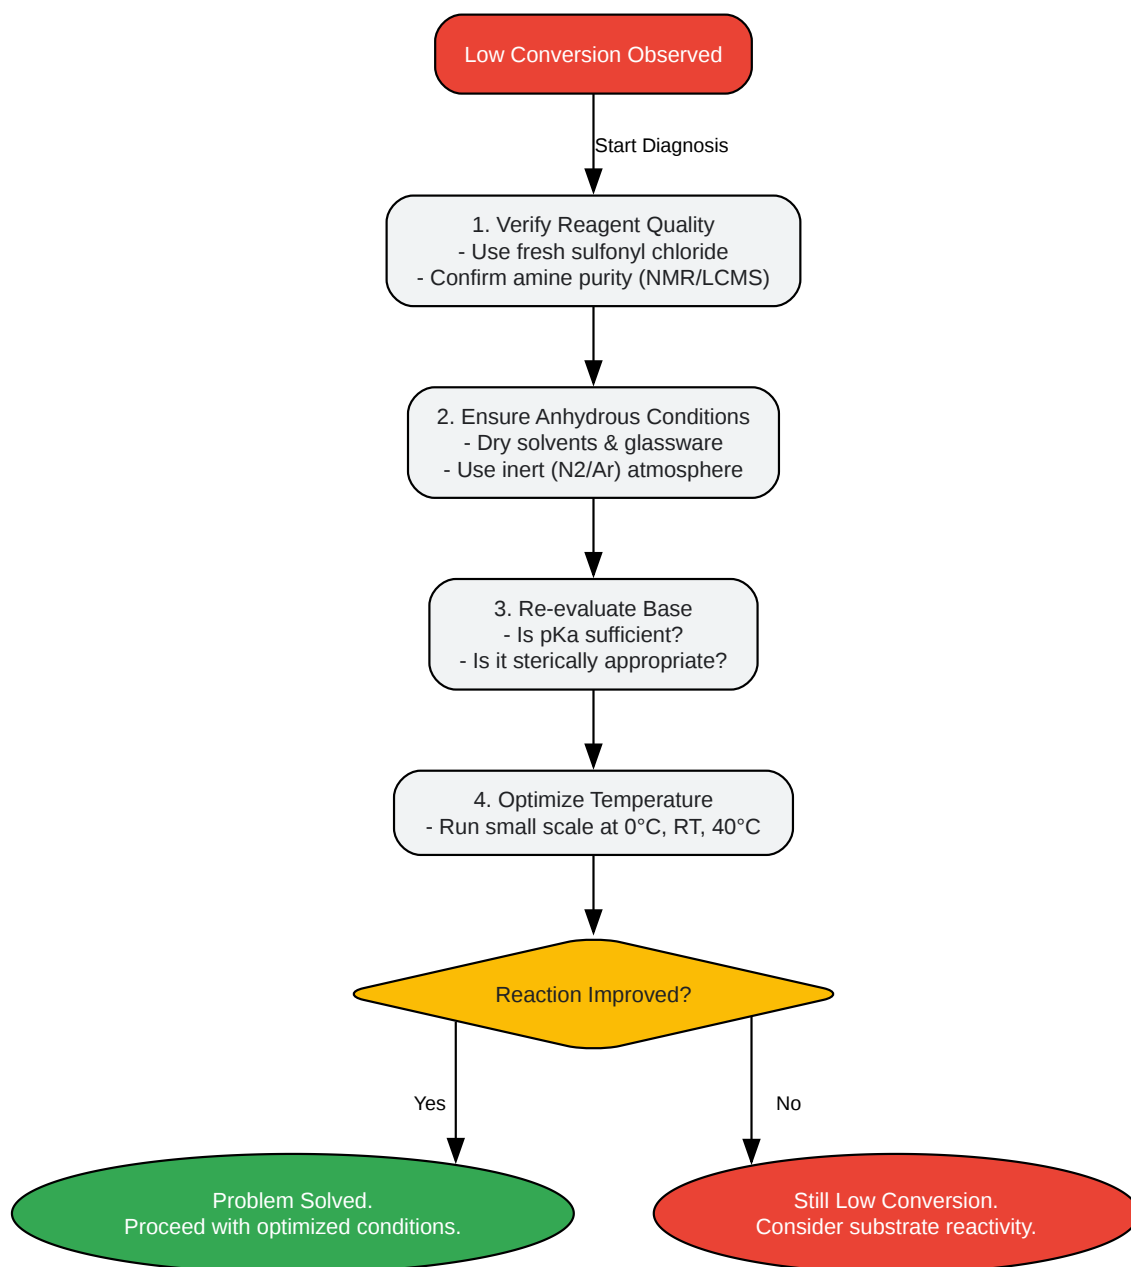 Low Conversion Observed
Start Diagnosis
1. Verify Reagent Quality
- Use fresh sulfonyl chloride
- Confirm amine purity (NMR/LCMS)
2. Ensure Anhydrous Conditions
- Dry solvents & glassware
- Use inert (N2/Ar) atmosphere
3. Re-evaluate Base
- Is pKa sufficient?
- Is it sterically appropriate?
4. Optimize Temperature
- Run small scale at 0°C, RT, 40°C
Reaction Improved?
Yes
No
Problem Solved.
Proceed with optimized conditions.
Still Low Conversion.
Consider substrate reactivity.